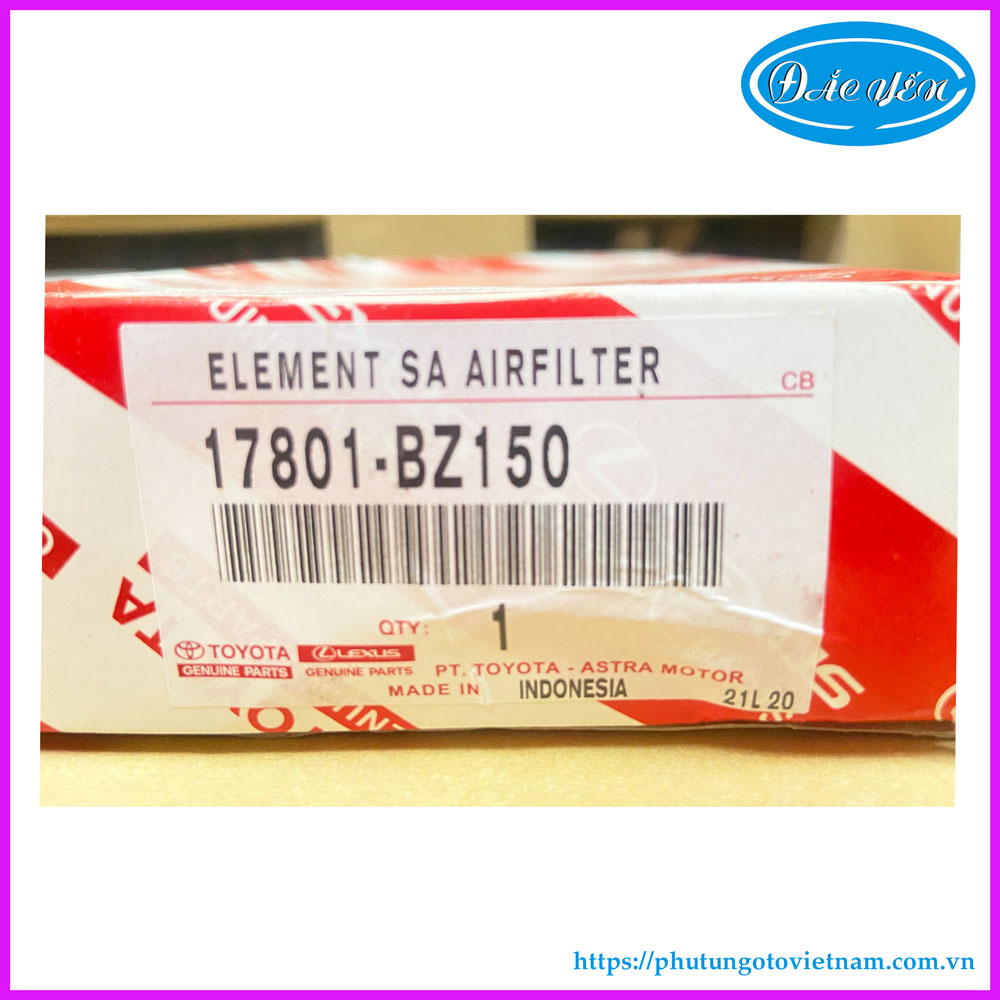 ĐẮC YẾN
ELEMENT SA AIRFILTER
CB
17801-BZ150
QTY: 1
TOYOTA LEXUS
GENUINE PARTS GENUINE PARTS PT. TOYOTA - ASTRA MOTOR
MADE IN INDONESIA 21L 20
https://phutungotovietnam.com.vn